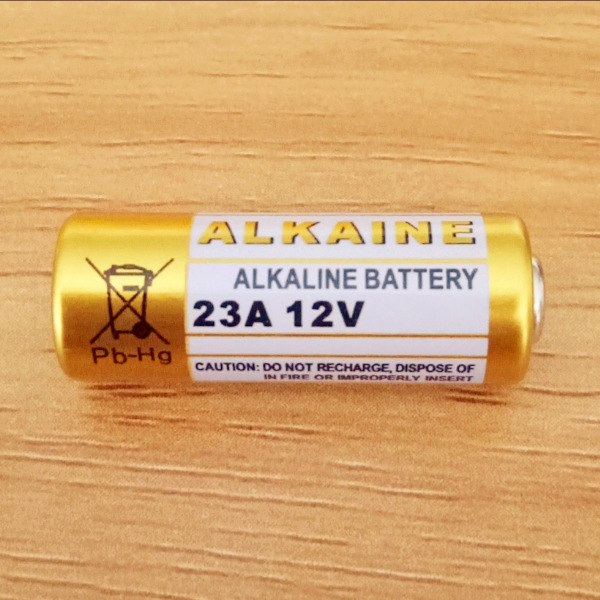 ALKAINE
ALKALINE BATTERY
23A 12V
CAUTION: DO NOT RECHARGE, DISPOSE OF
IN FIRE OR IMPROPERLY INSERT
Pb-Hg